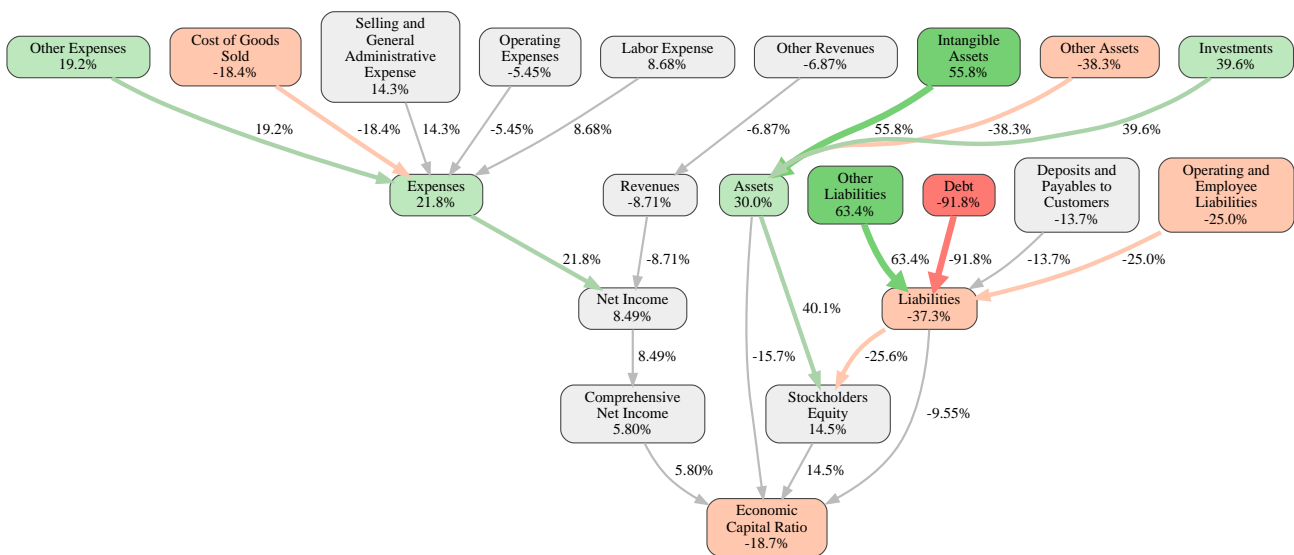 Other Expenses
19.2%
Cost of Goods
Sold
-18.4%
Selling and
General
Administrative
Expense
14.3%
Operating
Expenses
-5.45%
Labor Expense
8.68%
Other Revenues
-6.87%
Intangible
Assets
55.8%
Other Assets
-38.3%
Investments
39.6%
19.2%
-18.4%
14.3%
-5.45%
8.68%
-6.87%
55.8%
-38.3%
39.6%
Expenses
21.8%
Revenues
-8.71%
Assets
30.0%
Other
Liabilities
63.4%
Debt
-91.8%
Deposits and
Payables to
Customers
-13.7%
Operating and
Employee
Liabilities
-25.0%
21.8%
-8.71%
63.4%
-91.8%
-13.7%
-25.0%
Net Income
8.49%
Liabilities
-37.3%
40.1%
8.49%
-15.7%
-25.6%
Comprehensive
Net Income
5.80%
Stockholders
Equity
14.5%
-9.55%
5.80%
14.5%
Economic
Capital Ratio
-18.7%